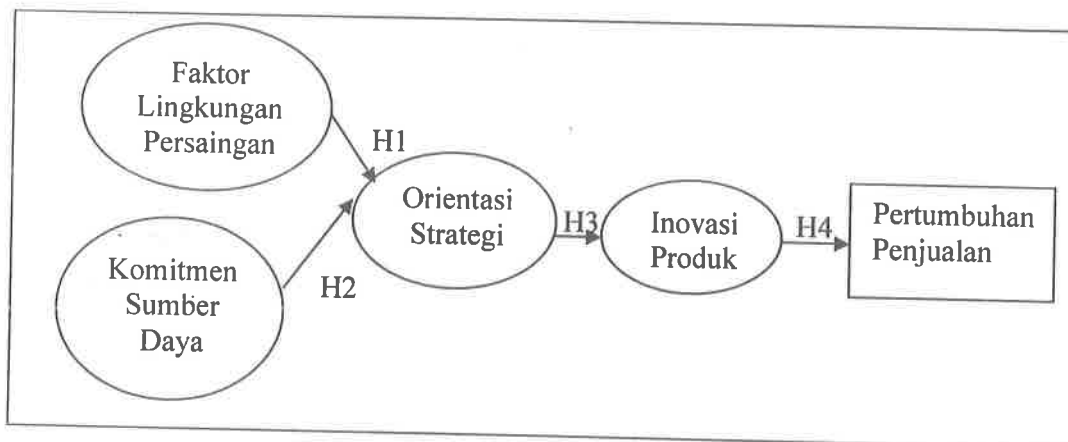 Faktor
Lingkungan
Persaingan
H1
Komitmen
Sumber
Daya
H2
Orientasi
Strategi
H3
Inovasi
Produk
H4
Pertumbuhan
Penjualan